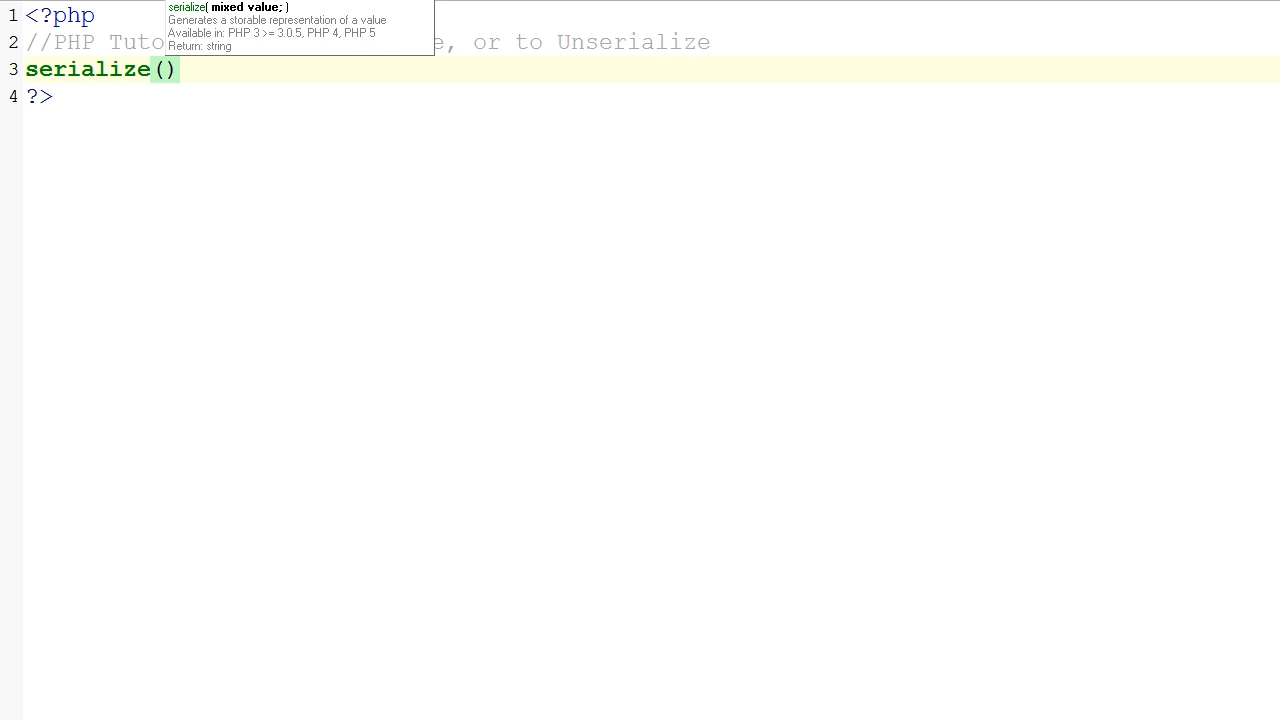 1 <?php
serialize( mixed value; )
Generates a storable representation of a value
Available in: PHP 3 >= 3.0.5, PHP 4, PHP 5
Return: string
2 //PHP Tuto e, or to Unserialize
3 serialize()
4 ?>